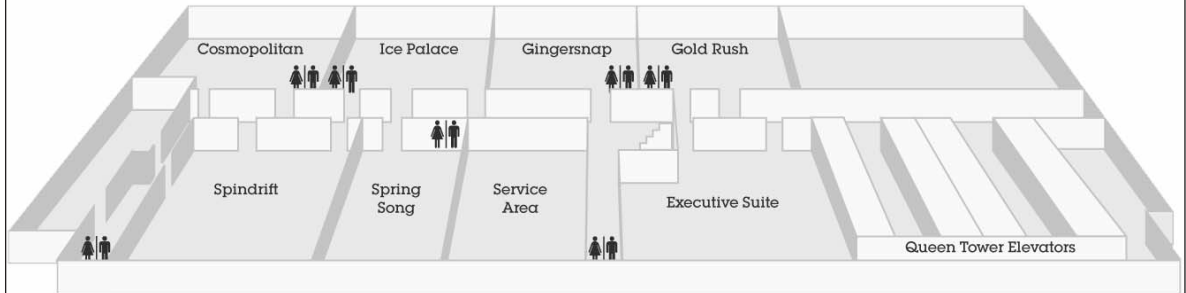 Cosmopolitan
Ice Palace
Gingersnap
Gold Rush
Spindrift
Spring
Song
Service
Area
Executive Suite
Queen Tower Elevators